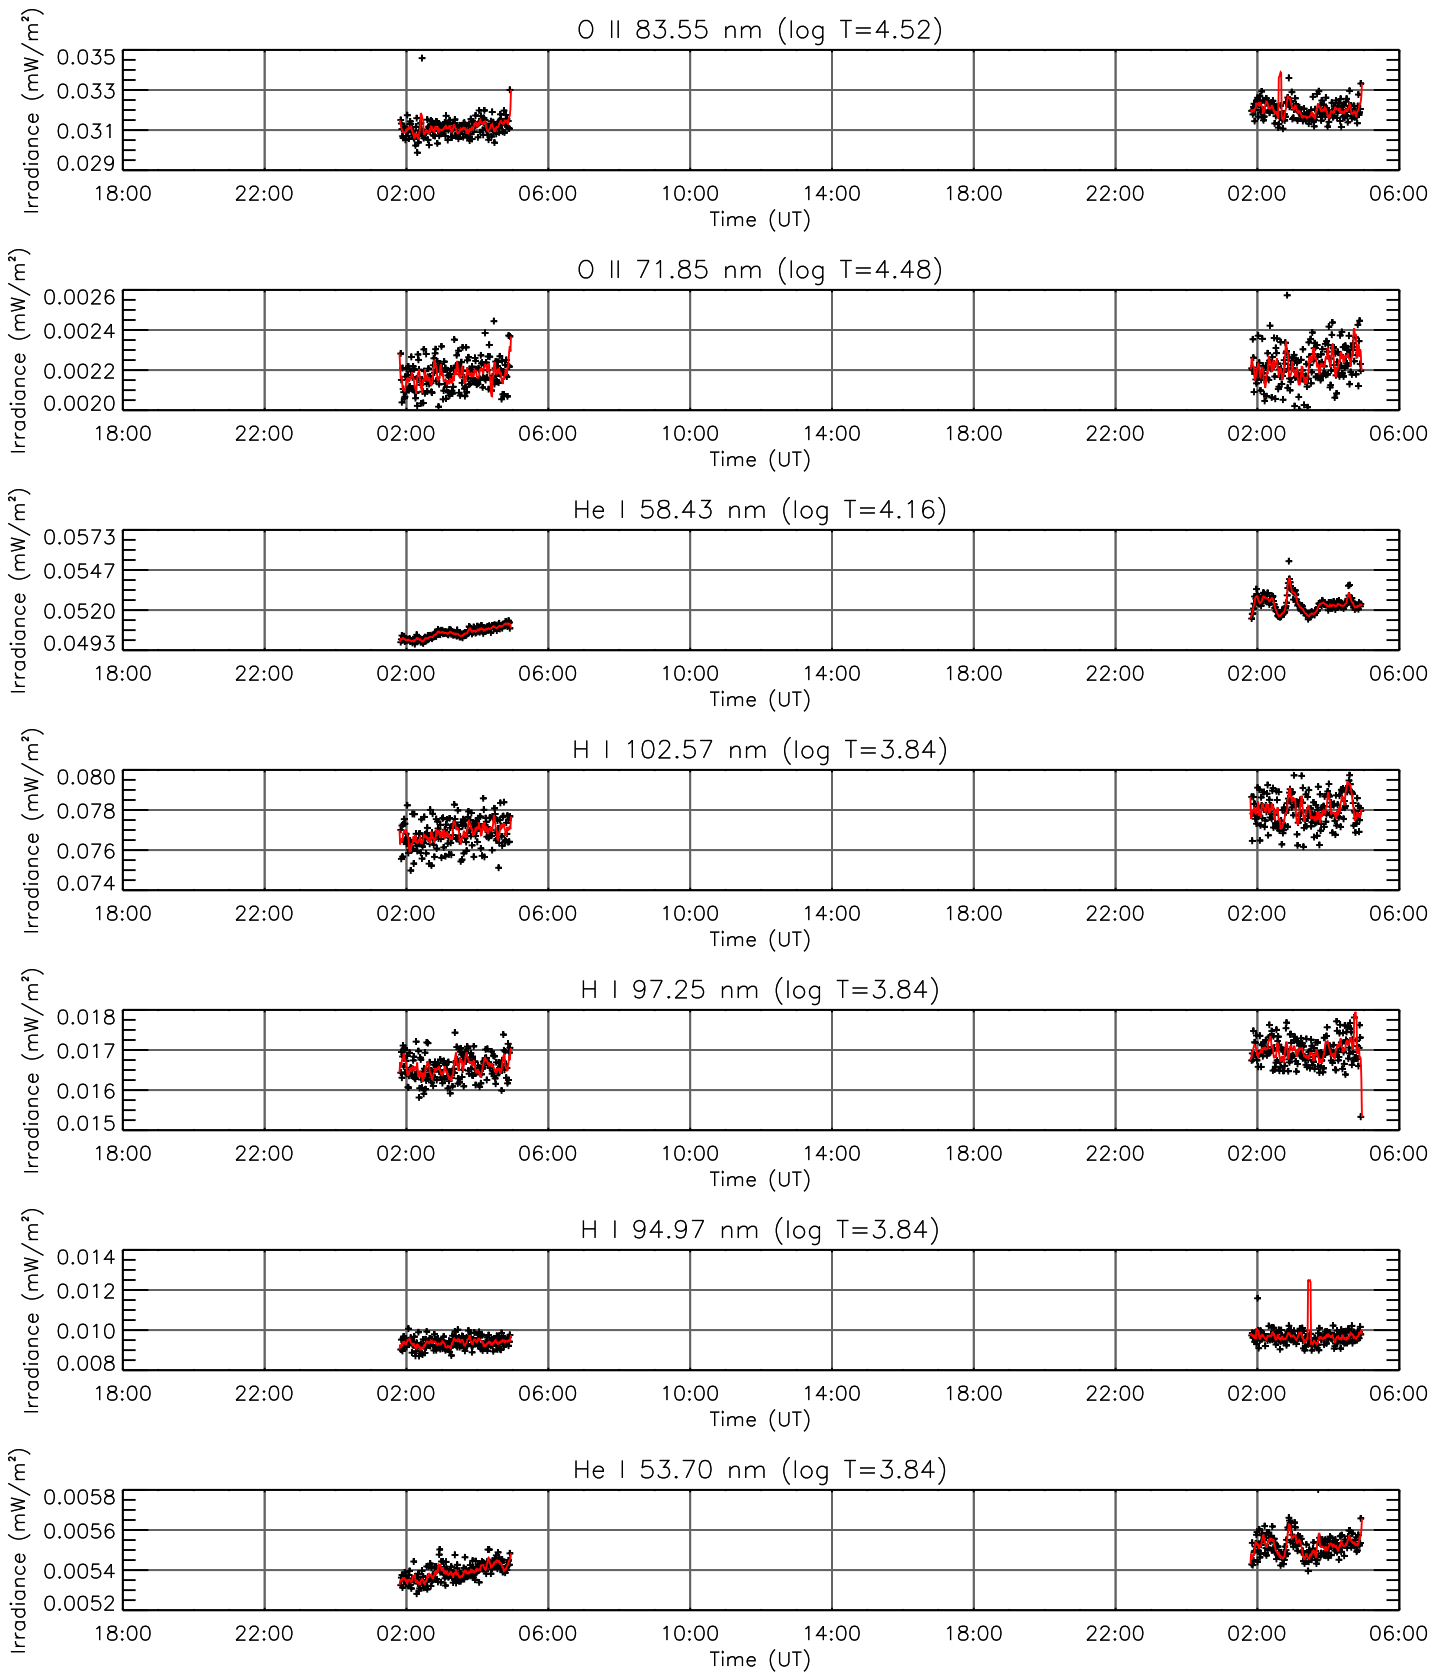 O II 83.55 nm (log T=4.52)
Irradiance (mW/m²)
0.035
0.033
0.031
0.029
18:00 22:00 02:00 06:00 10:00 14:00 18:00 22:00 02:00 06:00
Time (UT)
O II 71.85 nm (log T=4.48)
Irradiance (mW/m²)
0.0026
0.0024
0.0022
0.0020
18:00 22:00 02:00 06:00 10:00 14:00 18:00 22:00 02:00 06:00
Time (UT)
He I 58.43 nm (log T=4.16)
Irradiance (mW/m²)
0.0573
0.0547
0.0520
0.0493
18:00 22:00 02:00 06:00 10:00 14:00 18:00 22:00 02:00 06:00
Time (UT)
H I 102.57 nm (log T=3.84)
Irradiance (mW/m²)
0.080
0.078
0.076
0.074
18:00 22:00 02:00 06:00 10:00 14:00 18:00 22:00 02:00 06:00
Time (UT)
H I 97.25 nm (log T=3.84)
Irradiance (mW/m²)
0.018
0.017
0.016
0.015
18:00 22:00 02:00 06:00 10:00 14:00 18:00 22:00 02:00 06:00
Time (UT)
H I 94.97 nm (log T=3.84)
Irradiance (mW/m²)
0.014
0.012
0.010
0.008
18:00 22:00 02:00 06:00 10:00 14:00 18:00 22:00 02:00 06:00
Time (UT)
He I 53.70 nm (log T=3.84)
Irradiance (mW/m²)
0.0058
0.0056
0.0054
0.0052
18:00 22:00 02:00 06:00 10:00 14:00 18:00 22:00 02:00 06:00
Time (UT)